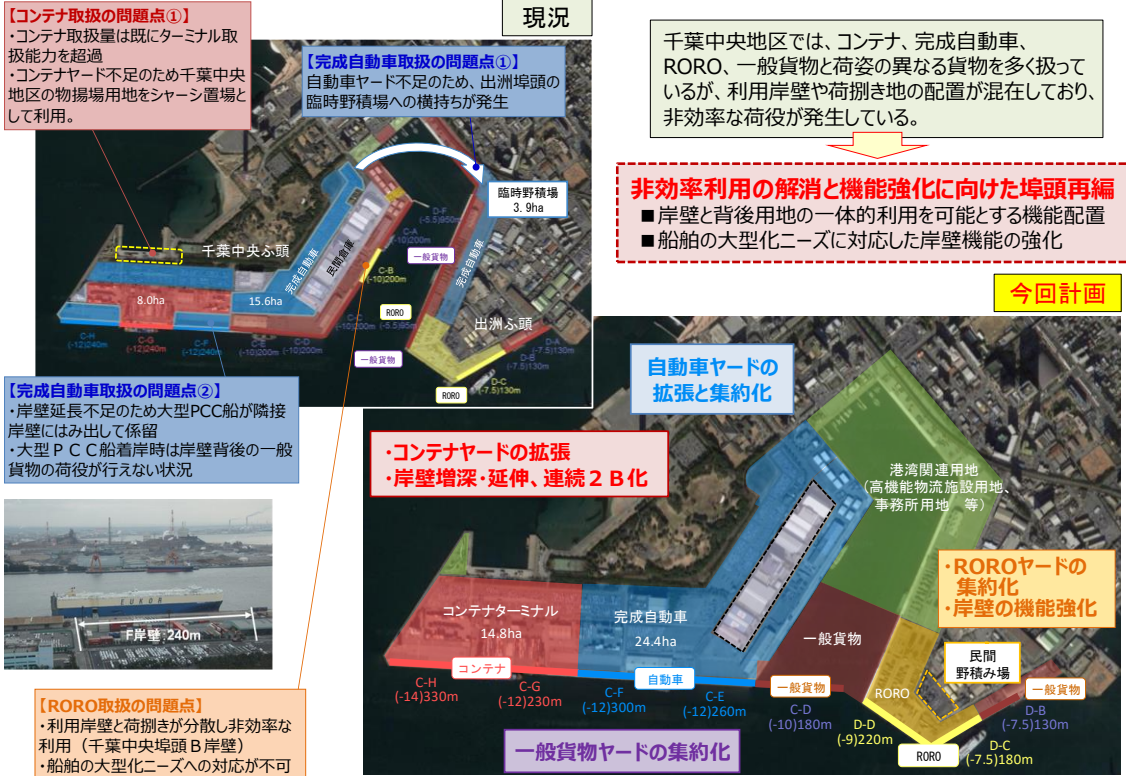 現況
【コンテナ取扱の問題点①】
・コンテナ取扱量は既にターミナル取
扱能力を超過
・コンテナヤード不足のため千葉中央
地区の物揚場用地をシャーシ置場と
して利用。
【完成自動車取扱の問題点①】
自動車ヤード不足のため、出洲埠頭の
臨時野積場への横持ちが発生
臨時野積場
3.9ha
D-F
(-5.5)950m
C-A
(-10)200m
千葉中央ふ頭
完成自動車
民間倉庫
一般貨物
完成自動車
C-B
(-10)200m
8.0ha
15.6ha
RORO
C-C
(-10)200m
出洲ふ頭
C-H
(-12)240m
C-G
(-12)240m
C-F
(-12)240m
C-E
(-10)200m
C-D
(-10)200m
一般貨物
D-A
(-7.5)130m
D-B
(-7.5)130m
D-C
(-7.5)130m
RORO
【完成自動車取扱の問題点②】
・岸壁延長不足のため大型PCC船が隣接
岸壁にはみ出して係留
・大型ＰＣＣ船着岸時は岸壁背後の一般
貨物の荷役が行えない状況
EUKOR
F岸壁:240m
【RORO取扱の問題点】
・利用岸壁と荷捌きが分散し非効率な
利用（千葉中央埠頭Ｂ岸壁）
・船舶の大型化ニーズへの対応が不可
千葉中央地区では、コンテナ、完成自動車、
RORO、一般貨物と荷姿の異なる貨物を多く扱って
いるが、利用岸壁や荷捌き地の配置が混在しており、
非効率な荷役が発生している。
非効率利用の解消と機能強化に向けた埠頭再編
■岸壁と背後用地の一体的利用を可能とする機能配置
■船舶の大型化ニーズに対応した岸壁機能の強化
今回計画
自動車ヤードの
拡張と集約化
・コンテナヤードの拡張
・岸壁増深・延伸、連続２Ｂ化
港湾関連用地
（高機能物流施設用地、
事務所用地　等）
・ROROヤードの
集約化
・岸壁の機能強化
コンテナターミナル
14.8ha
完成自動車
24.4ha
一般貨物
民間
野積み場
コンテナ
自動車
一般貨物
RORO
一般貨物
C-H
(-14)330m
C-G
(-12)230m
C-F
(-12)300m
C-E
(-12)260m
C-D
(-10)180m
D-D
(-9)220m
D-B
(-7.5)130m
D-C
(-7.5)180m
RORO
一般貨物ヤードの集約化